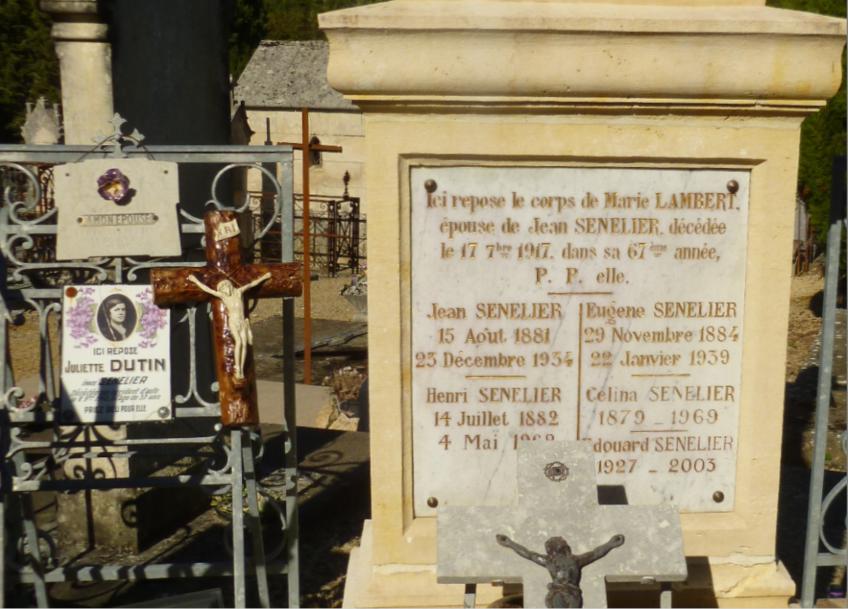 A MON EPOUSE
INRI
ICI REPOSE
JULIETTE DUTIN
SENELIER
PRIEZ DIEU POUR ELLE
Ici repose le corps de Marie LAMBERT,
épouse de Jean SENELIER, décédée
le 17 7bre 1917, dans sa 67ème année,
P. P. elle.
Jean SENELIER
15 Août 1881
23 Décembre 1934
Eugène SENELIER
29 Novembre 1884
22 Janvier 1939
Henri SENELIER
14 Juillet 1882
4 Maï
Célina SENELIER
1879 - 1969
Edouard SENELIER
1927 - 2003